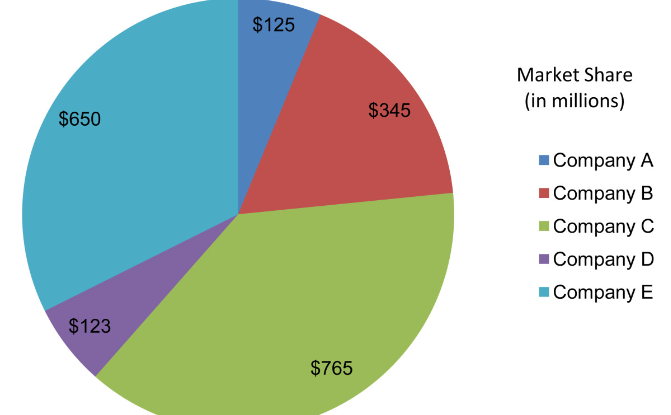 $125
$345
$650
$123
$765
Market Share
(in millions)
Company A
Company B
Company C
Company D
Company E